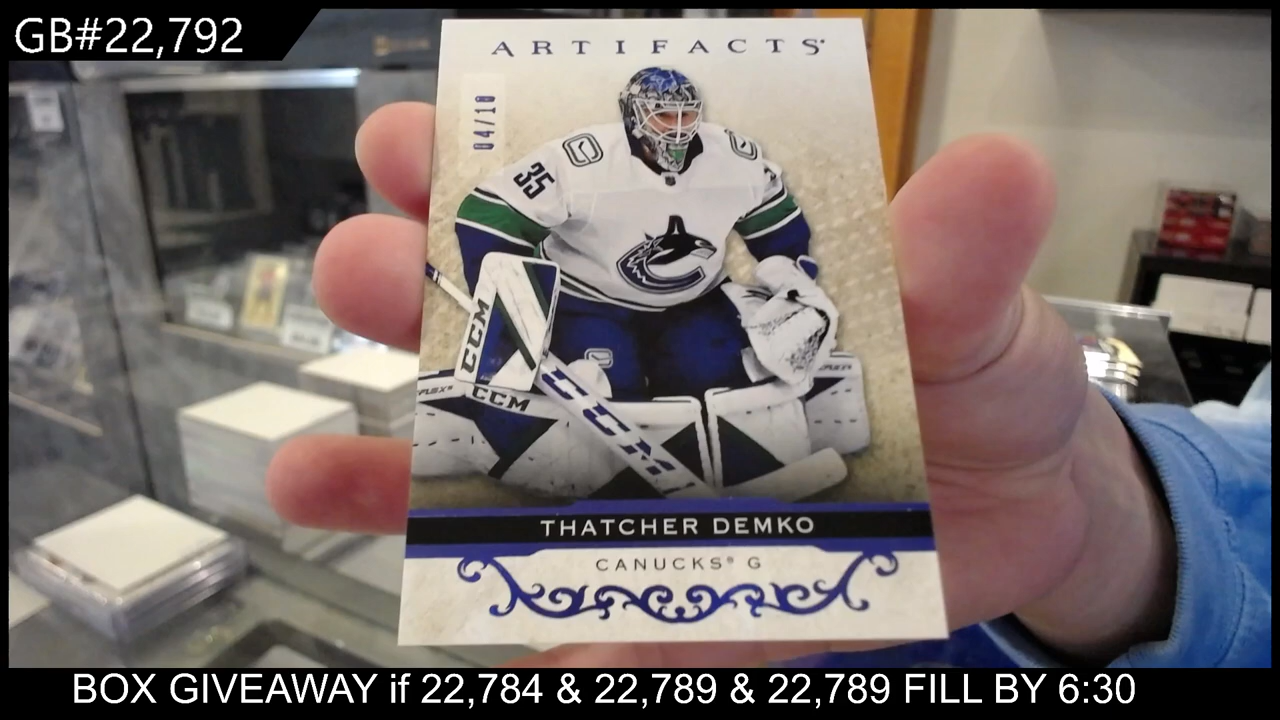 GB#22,792
ARTIFACTS
04/10
35
CCM
CCM
CCM
THATCHER DEMKO
CANUCKS® G
BOX GIVEAWAY if 22,784 & 22,789 & 22,789 FILL BY 6:30